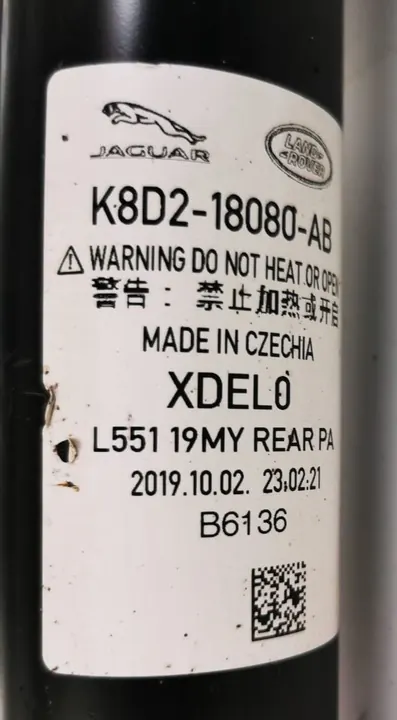 JAGUAR
LAND-
-ROVER
K8D2-18080-AB
WARNING DO NOT HEAT OR OPEN
警告：禁止加热或开启
MADE IN CZECHIA
XDEL0
L551 19MY REAR PA
2019.10.02. 23:02:21
B6136